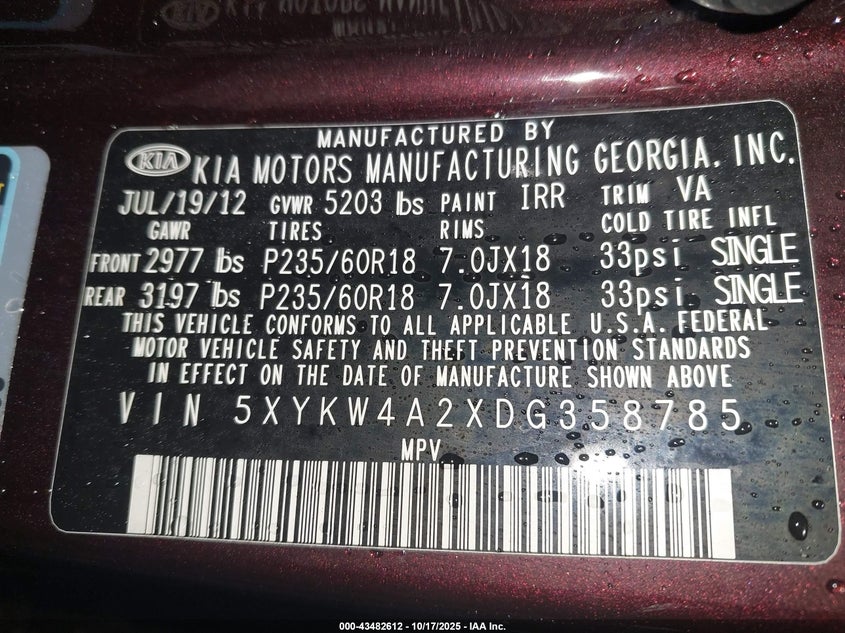 MANUFACTURED BY
KIA KIA MOTORS MANUFACTURING GEORGIA, INC.
JUL/19/12 GVWR 5203 lbs PAINT IRR TRIM VA
GAWR TIRES RIMS COLD TIRE INFL
FRONT 2977 lbs P235/60R18 7.0JX18 33psi SINGLE
REAR 3197 lbs P235/60R18 7.0JX18 33psi SINGLE
THIS VEHICLE CONFORMS TO ALL APPLICABLE U.S.A. FEDERAL
MOTOR VEHICLE SAFETY AND THEFT PREVENTION STANDARDS
IN EFFECT ON THE DATE OF MANUFACTURE SHOWN ABOVE
VIN 5XYKW4A2XDG358785
MPV
000-43482612 - 10/17/2025 - IAA Inc.